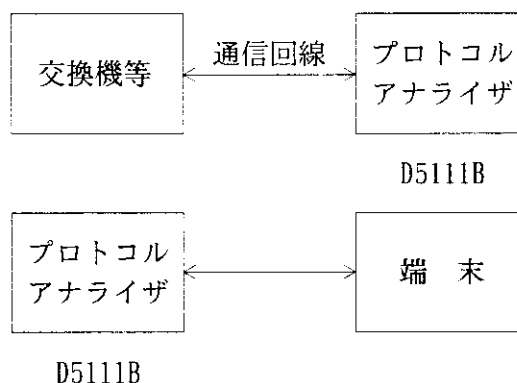 交換機等
通信回線
プロトコル
アナライザ
D5111B
プロトコル
アナライザ
端 末
D5111B